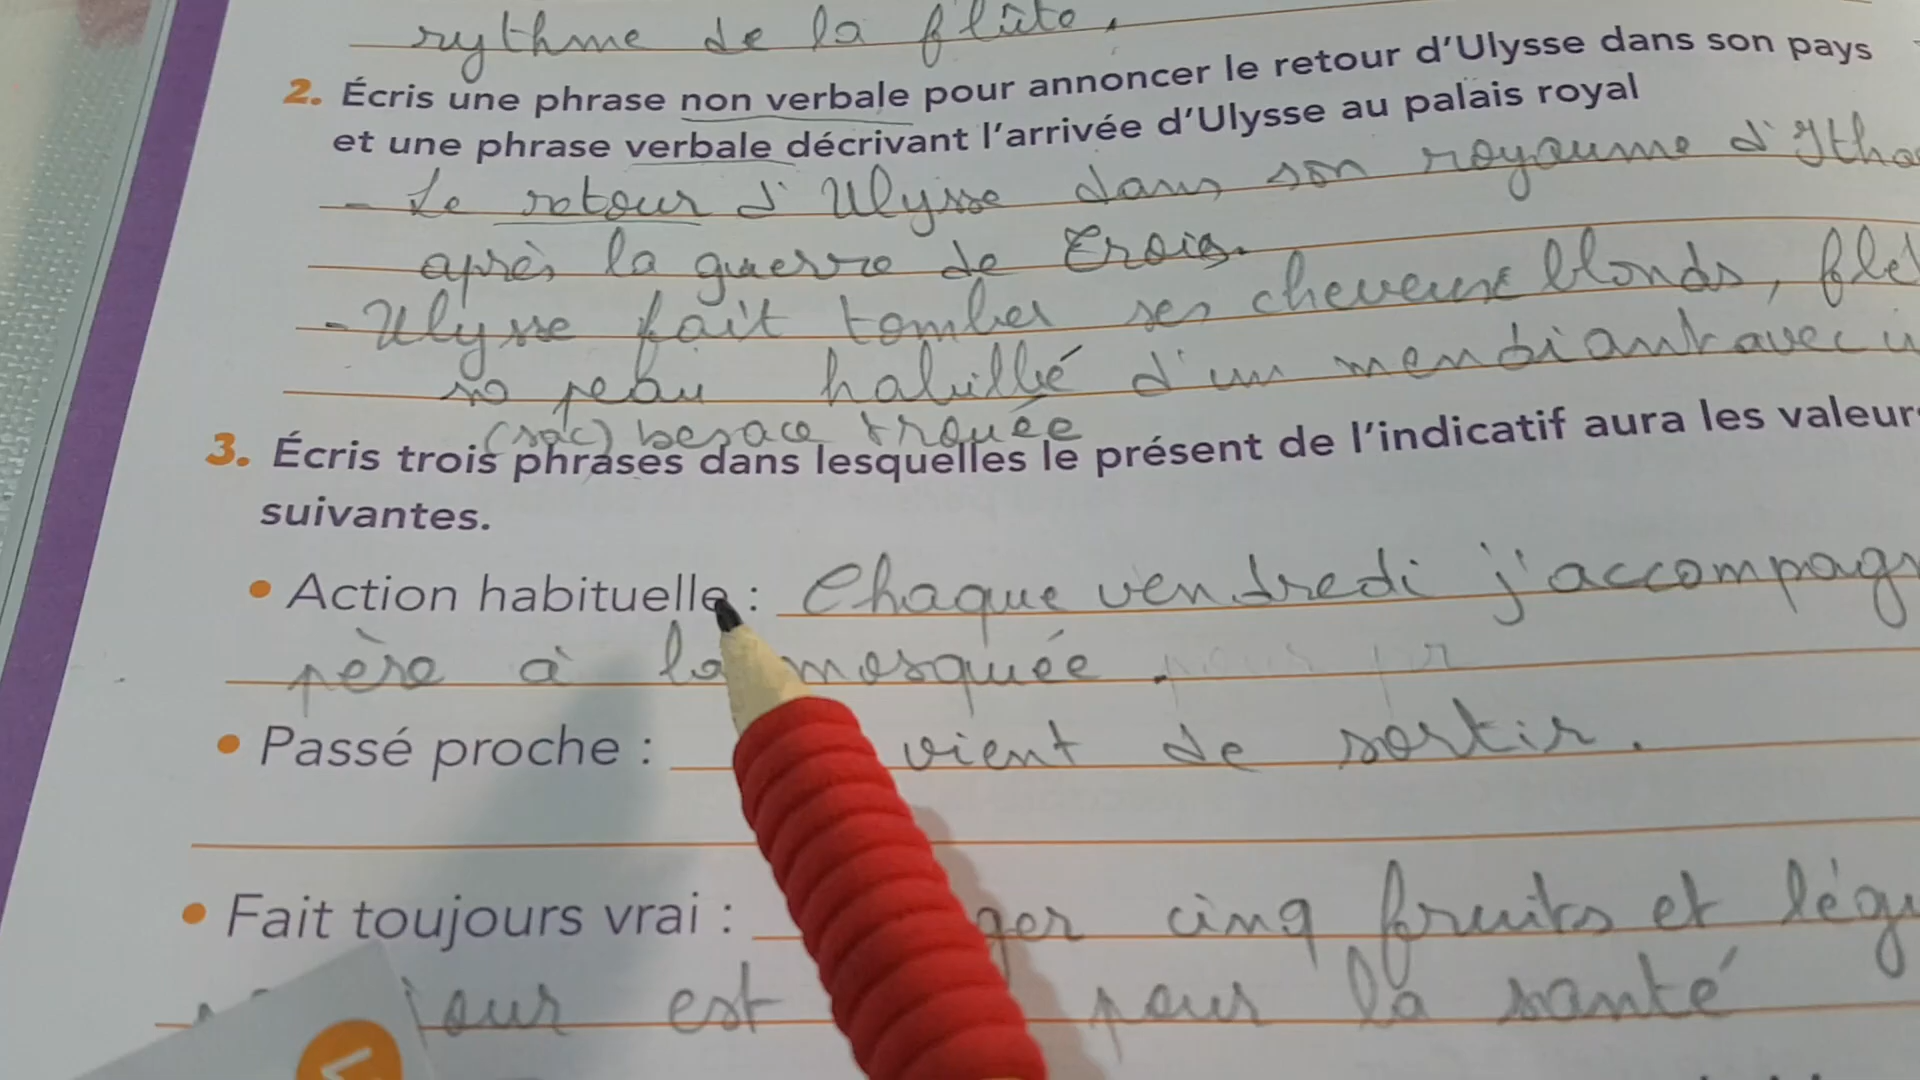 rythme de la flûte.
2. Écris une phrase non verbale pour annoncer le retour d'Ulysse dans son pays
et une phrase verbale décrivant l'arrivée d'Ulysse au palais royal
- Le retour d'Ulysse dans son royaume d'Itha
après la guerre de Troie.
- Ulysse fait tomber ses cheveux blonds, flé
sa peau habillé d'un mendiant avec u
(sac) besace trouée
3. Écris trois phrases dans lesquelles le présent de l'indicatif aura les valeurs
suivantes.
• Action habituelle : Chaque vendredi j'accompagn
père à la mosquée.
• Passé proche : vient de sortir.
• Fait toujours vrai : ger cinq fruits et légu
jour est pour la santé